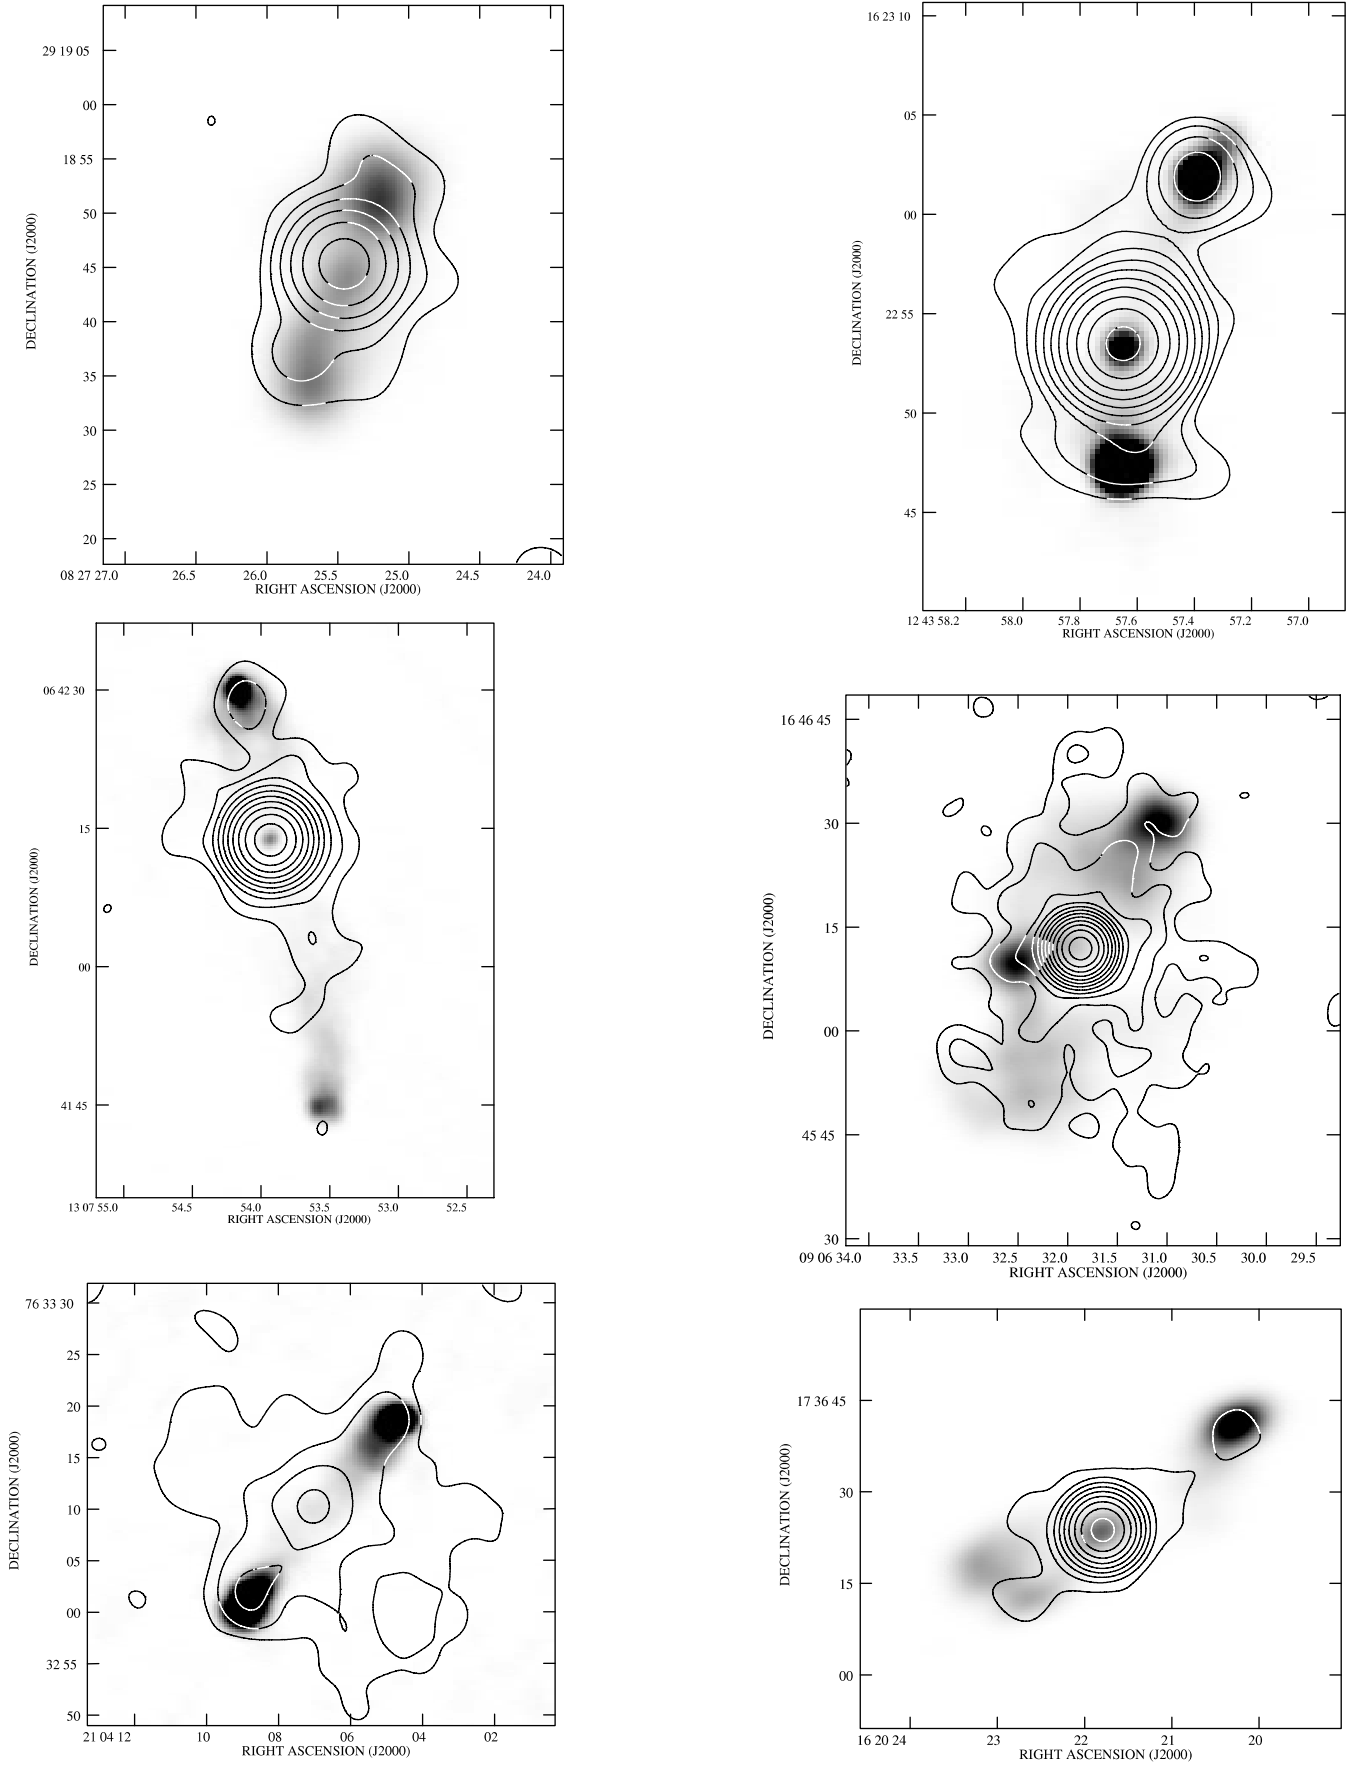 29 19 05
00
18 55
50
45
40
35
30
25
20
DECLINATION (J2000)
08 27 27.0 26.5 26.0 25.5 25.0 24.5 24.0
RIGHT ASCENSION (J2000)
16 23 10
05
00
22 55
50
45
DECLINATION (J2000)
12 43 58.2 58.0 57.8 57.6 57.4 57.2 57.0
RIGHT ASCENSION (J2000)
06 42 30
15
00
41 45
DECLINATION (J2000)
13 07 55.0 54.5 54.0 53.5 53.0 52.5
RIGHT ASCENSION (J2000)
16 46 45
30
15
00
45 45
30
DECLINATION (J2000)
09 06 34.0 33.5 33.0 32.5 32.0 31.5 31.0 30.5 30.0 29.5
RIGHT ASCENSION (J2000)
76 33 30
25
20
15
10
05
00
32 55
50
DECLINATION (J2000)
21 04 12 10 08 06 04 02
RIGHT ASCENSION (J2000)
17 36 45
30
15
00
DECLINATION (J2000)
16 20 24 23 22 21 20
RIGHT ASCENSION (J2000)